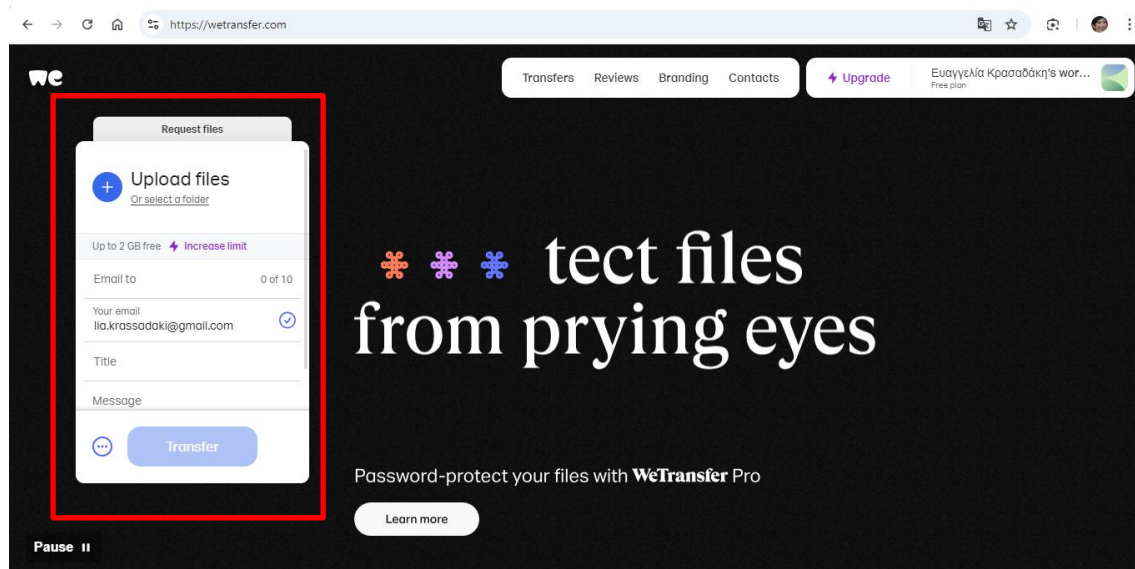 https://wetransfer.com
we
Transfers Reviews Branding Contacts
Upgrade
Ευαγγελία Κρασαδάκη's wor...
Free plan
Request files
Upload files
Or select a folder
Up to 2 GB free Increase limit
Email to 0 of 10
Your email
lia.krassadaki@gmail.com
Title
Message
Transfer
tect files
from prying eyes
Password-protect your files with WeTransfer Pro
Learn more
Pause